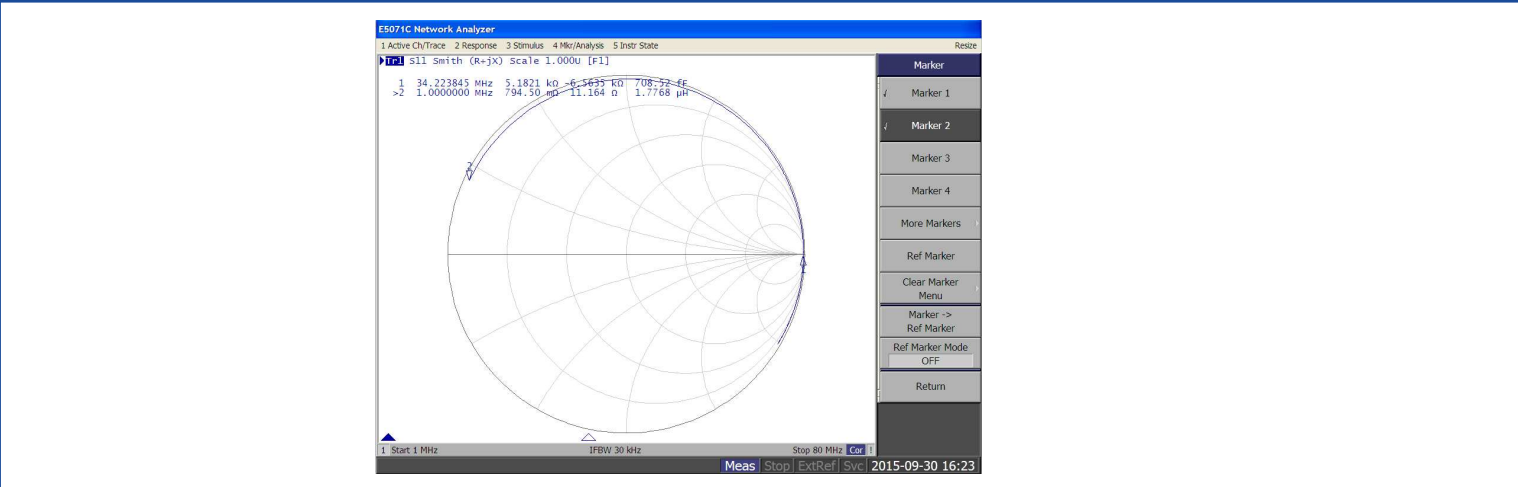 E5071C Network Analyzer
1 Active Ch/Trace 2 Response 3 Stimulus 4 Mkr/Analysis 5 Instr State Resize
Tr1 S11 Smith (R+jX) Scale 1.000U [F1]
1 34.223845 MHz 5.1821 kΩ -6.5635 kΩ 708.52 fF
>2 1.0000000 MHz 794.50 mΩ 11.164 Ω 1.7768 μH
2
1
1 Start 1 MHz IFBW 30 kHz Stop 80 MHz Cor !
Marker
√ Marker 1
√ Marker 2
Marker 3
Marker 4
More Markers
Ref Marker
Clear Marker
Menu
Marker ->
Ref Marker
Ref Marker Mode
OFF
Return
Meas Stop ExtRef Svc 2015-09-30 16:23